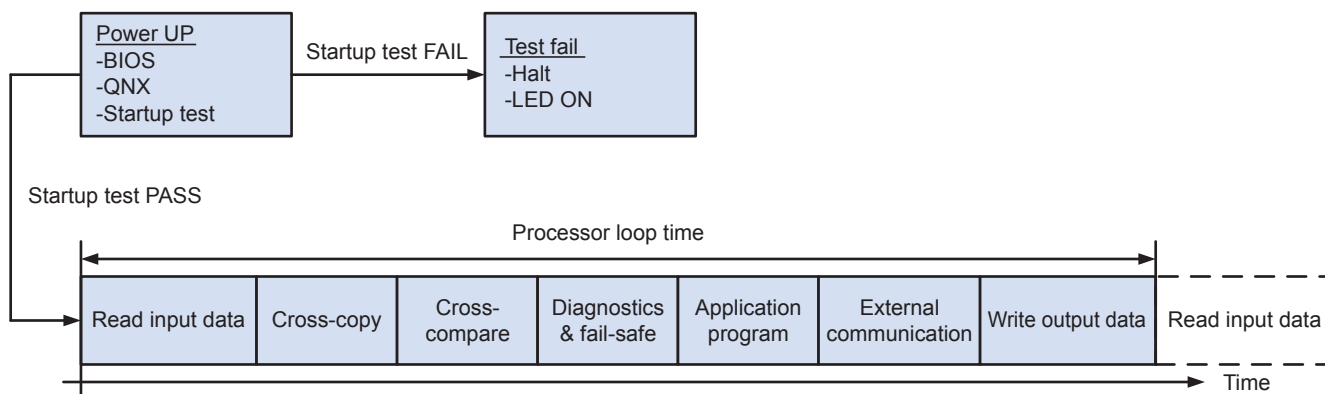 Power UP
-BIOS
-QNX
-Startup test
Startup test FAIL
Test fail
-Halt
-LED ON
Startup test PASS
Processor loop time
Read input data
Cross-copy
Cross-
compare
Diagnostics
& fail-safe
Application
program
External
communication
Write output data
Read input data
Time